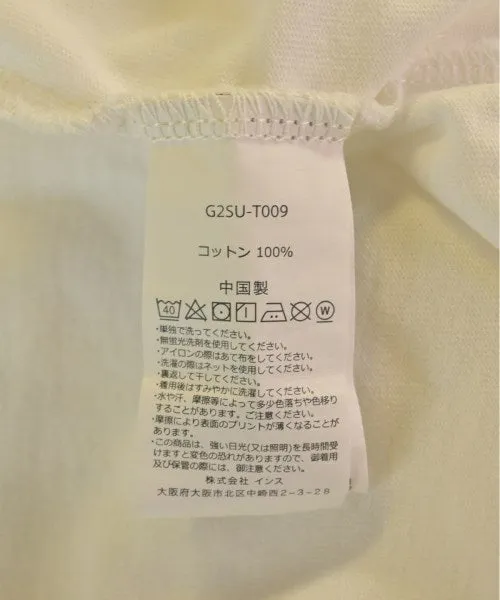 G2SU-T009
コットン 100%
中国製
40 W
・単独で洗ってください。
・無蛍光洗剤を使用してください。
・アイロンの際はあて布をしてください。
・洗濯の際はネットを使用してください。
・裏返して干してください。
・着用後はすみやかに洗濯してください。
・水や汗、摩擦等によって多少色落ちや色移り
することがあります。ご注意ください。
・摩擦により表面のプリントが薄くなることが
あります。
・この商品は、強い日光(又は照明)を長時間受
けますと変色の恐れがありますので、御着用
及び保管の際には、御注意ください。
株式会社 インス
大阪府大阪市北区中崎西2-3-28